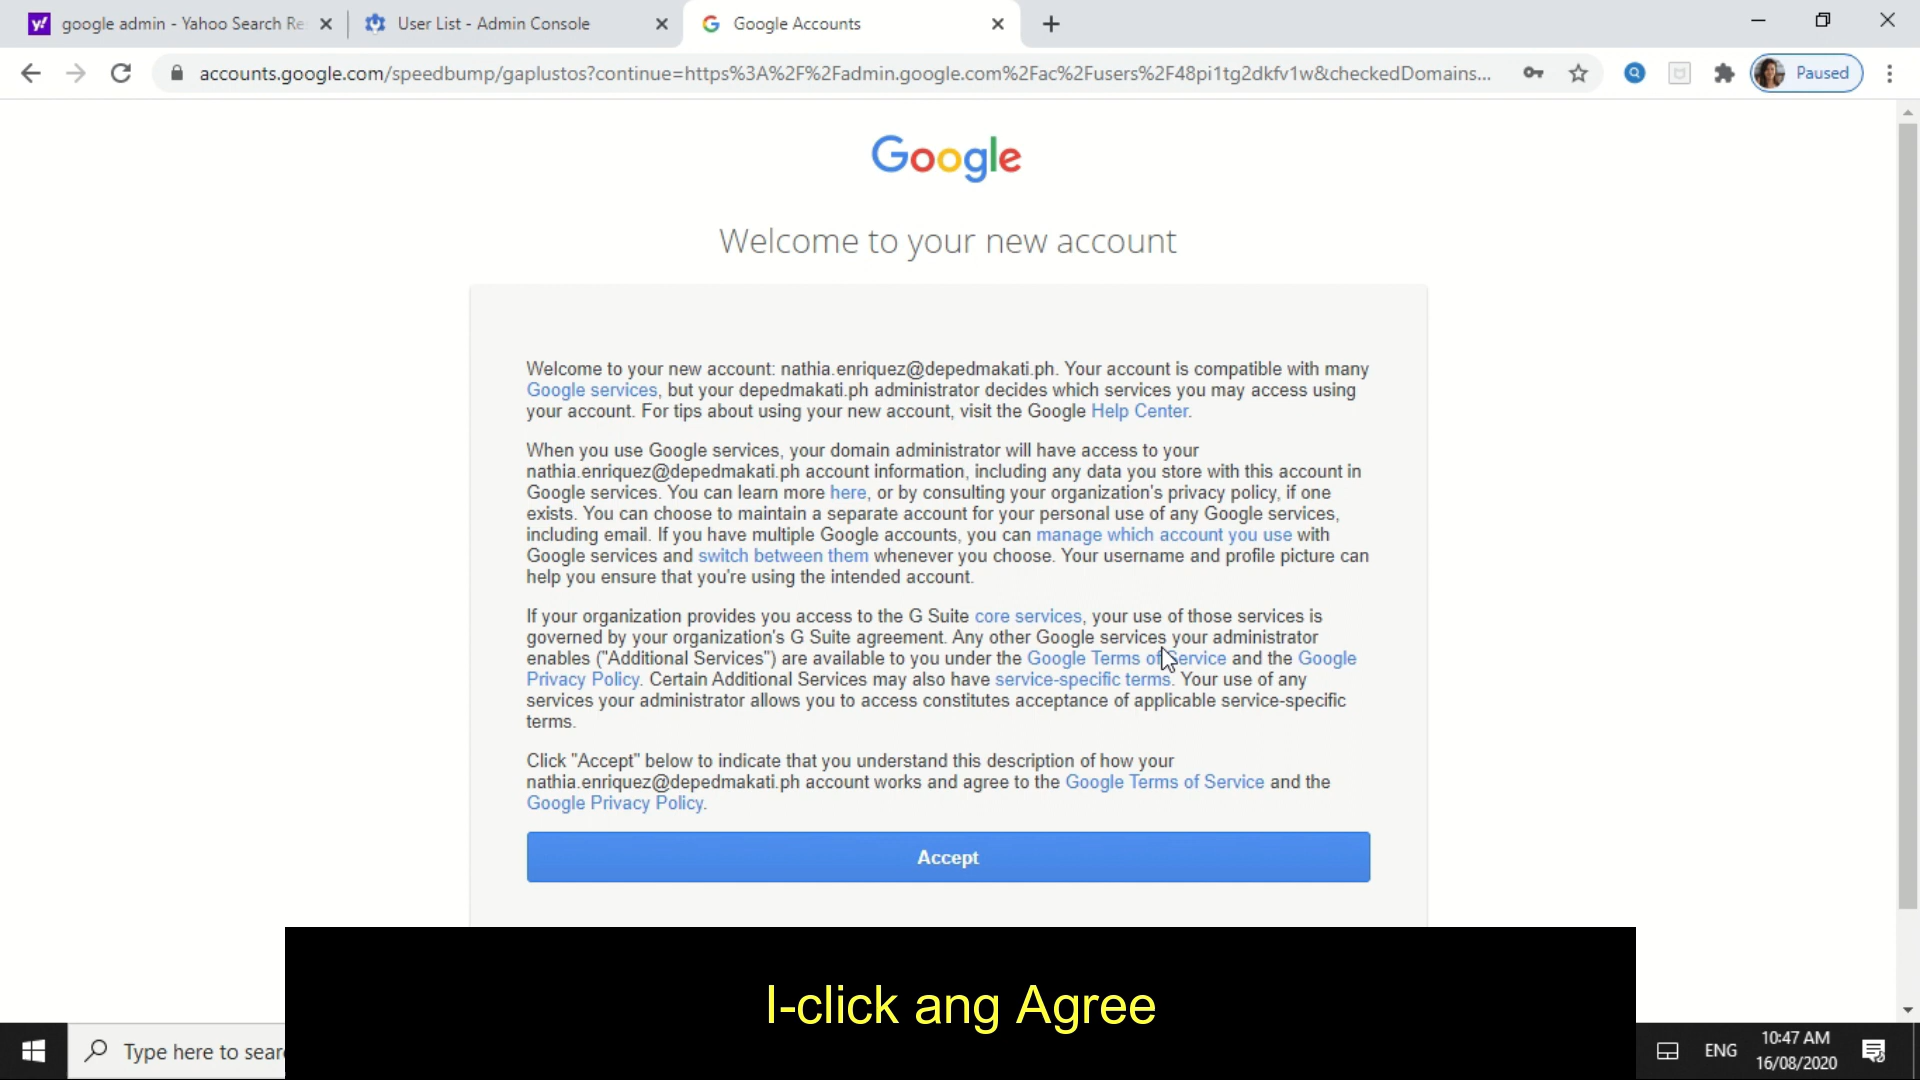 google admin - Yahoo Search Re
User List - Admin Console
Google Accounts
accounts.google.com/speedbump/gaplustos?continue=https%3A%2F%2Fadmin.google.com%2Fac%2Fusers%2F48pi1tg2dkfv1w&checkedDomains...
Paused
Google
Welcome to your new account
Welcome to your new account: nathia.enriquez@depedmakati.ph. Your account is compatible with many
Google services, but your depedmakati.ph administrator decides which services you may access using
your account. For tips about using your new account, visit the Google Help Center.
When you use Google services, your domain administrator will have access to your
nathia.enriquez@depedmakati.ph account information, including any data you store with this account in
Google services. You can learn more here, or by consulting your organization's privacy policy, if one
exists. You can choose to maintain a separate account for your personal use of any Google services,
including email. If you have multiple Google accounts, you can manage which account you use with
Google services and switch between them whenever you choose. Your username and profile picture can
help you ensure that you're using the intended account.
If your organization provides you access to the G Suite core services, your use of those services is
governed by your organization's G Suite agreement. Any other Google services your administrator
enables ("Additional Services") are available to you under the Google Terms of Service and the Google
Privacy Policy. Certain Additional Services may also have service-specific terms. Your use of any
services your administrator allows you to access constitutes acceptance of applicable service-specific
terms.
Click "Accept" below to indicate that you understand this description of how your
nathia.enriquez@depedmakati.ph account works and agree to the Google Terms of Service and the
Google Privacy Policy.
Accept
I-click ang Agree
Type here to sear
ENG
10:47 AM
16/08/2020